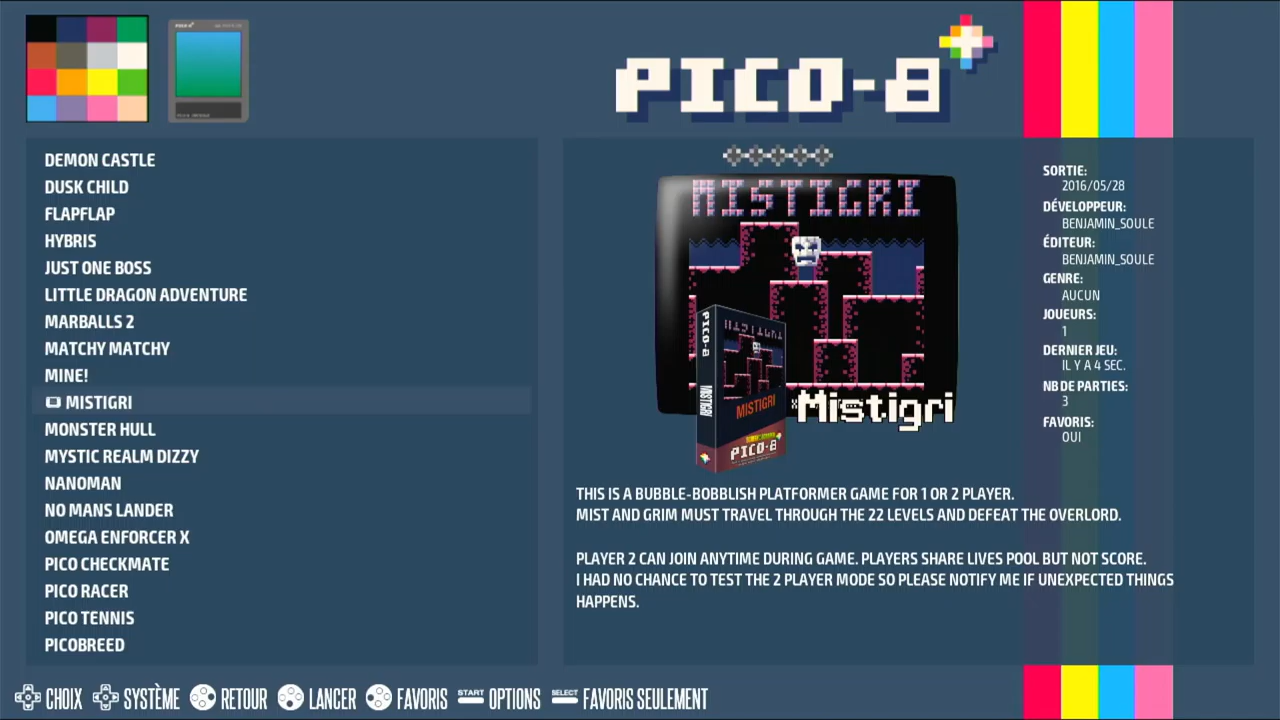 PICO-8
DEMON CASTLE
DUSK CHILD
FLAPFLAP
HYBRIS
JUST ONE BOSS
LITTLE DRAGON ADVENTURE
MARBALLS 2
MATCHY MATCHY
MINE!
MISTIGRI
MONSTER HULL
MYSTIC REALM DIZZY
NANOMAN
NO MANS LANDER
OMEGA ENFORCER X
PICO CHECKMATE
PICO RACER
PICO TENNIS
PICOBREED
MISTIGRI
PICO-8
MISTIGRI
MISTIGRI
MISTIGRI
PICO-8
Mistigri
SORTIE:
2016/05/28
DÉVELOPPEUR:
BENJAMIN_SOULE
ÉDITEUR:
BENJAMIN_SOULE
GENRE:
AUCUN
JOUEURS:
1
DERNIER JEU:
IL Y A 4 SEC.
NB DE PARTIES:
3
FAVORIS:
OUI
THIS IS A BUBBLE-BOBBLISH PLATFORMER GAME FOR 1 OR 2 PLAYER.
MIST AND GRIM MUST TRAVEL THROUGH THE 22 LEVELS AND DEFEAT THE OVERLORD.
PLAYER 2 CAN JOIN ANYTIME DURING GAME. PLAYERS SHARE LIVES POOL BUT NOT SCORE.
I HAD NO CHANCE TO TEST THE 2 PLAYER MODE SO PLEASE NOTIFY ME IF UNEXPECTED THINGS
HAPPENS.
CHOIX SYSTÈME RETOUR LANCER FAVORIS START OPTIONS SELECT FAVORIS SEULEMENT